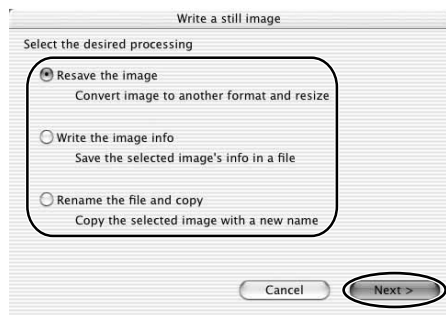 Write a still image
Select the desired processing
Resave the image
Convert image to another format and resize
Write the image info
Save the selected image's info in a file
Rename the file and copy
Copy the selected image with a new name
Cancel
Next >